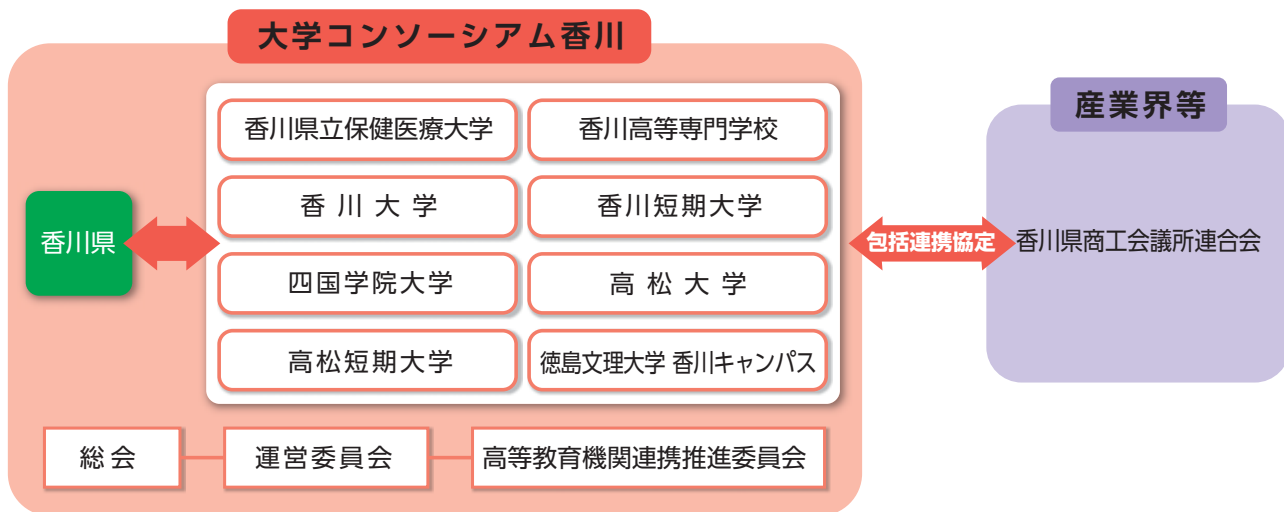 大学コンソーシアム香川
香川県立保健医療大学
香川高等専門学校
香川大学
香川短期大学
四国学院大学
高松大学
高松短期大学
徳島文理大学 香川キャンパス
香川県
総会
運営委員会
高等教育機関連携推進委員会
包括連携協定
産業界等
香川県商工会議所連合会